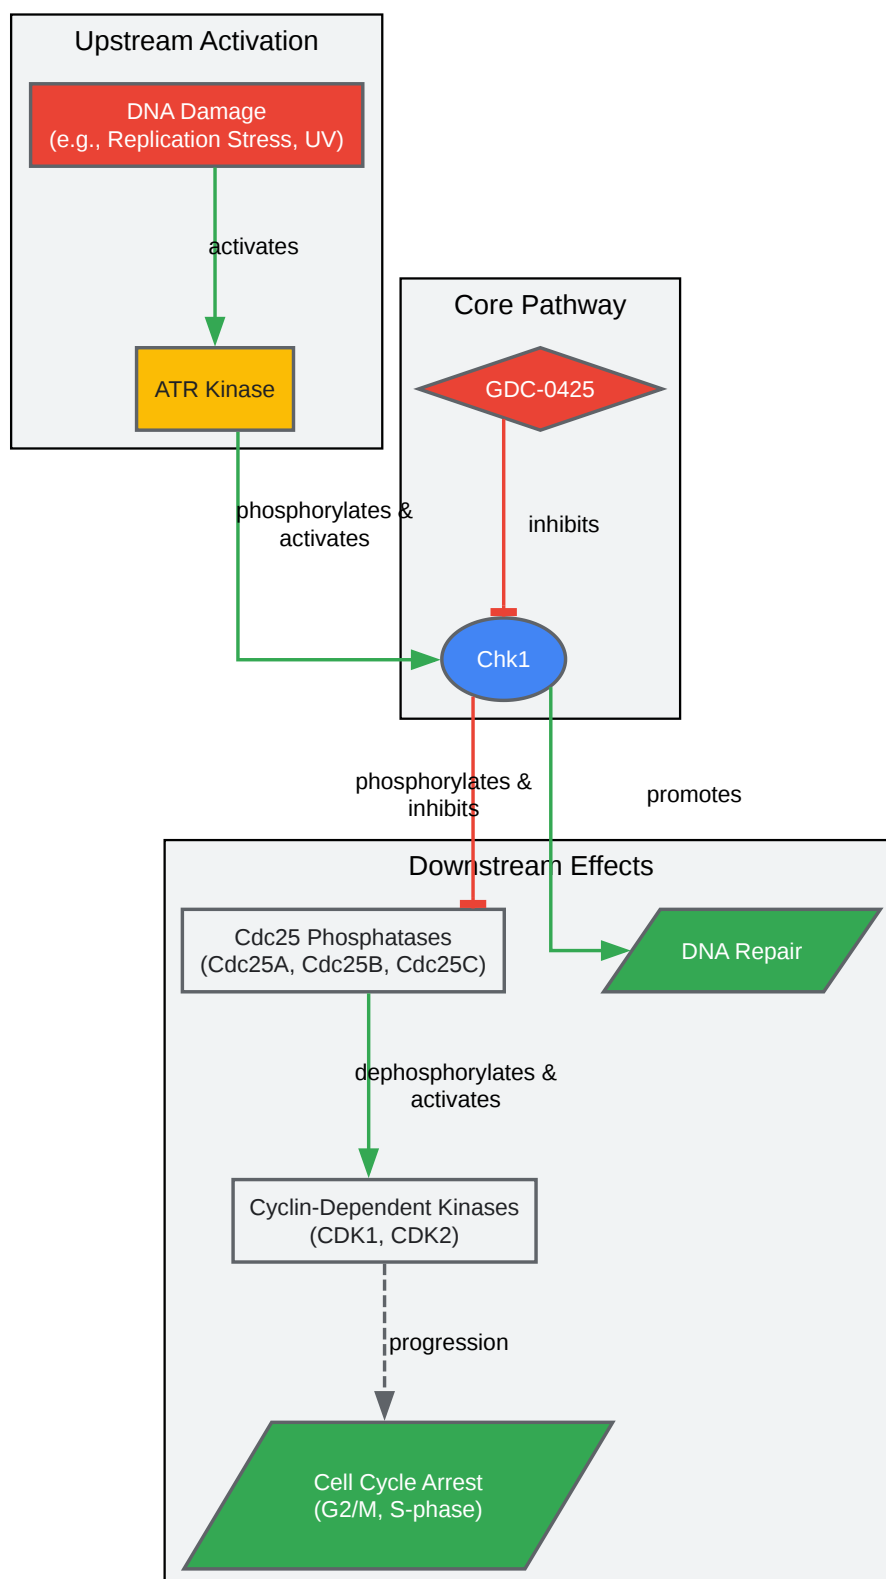 Upstream Activation
DNA Damage
(e.g., Replication Stress, UV)
activates
ATR Kinase
Core Pathway
GDC-0425
phosphorylates &
activates
inhibits
Chk1
phosphorylates &
inhibits
promotes
Downstream Effects
Cdc25 Phosphatases
(Cdc25A, Cdc25B, Cdc25C)
DNA Repair
dephosphorylates &
activates
Cyclin-Dependent Kinases
(CDK1, CDK2)
progression
Cell Cycle Arrest
(G2/M, S-phase)